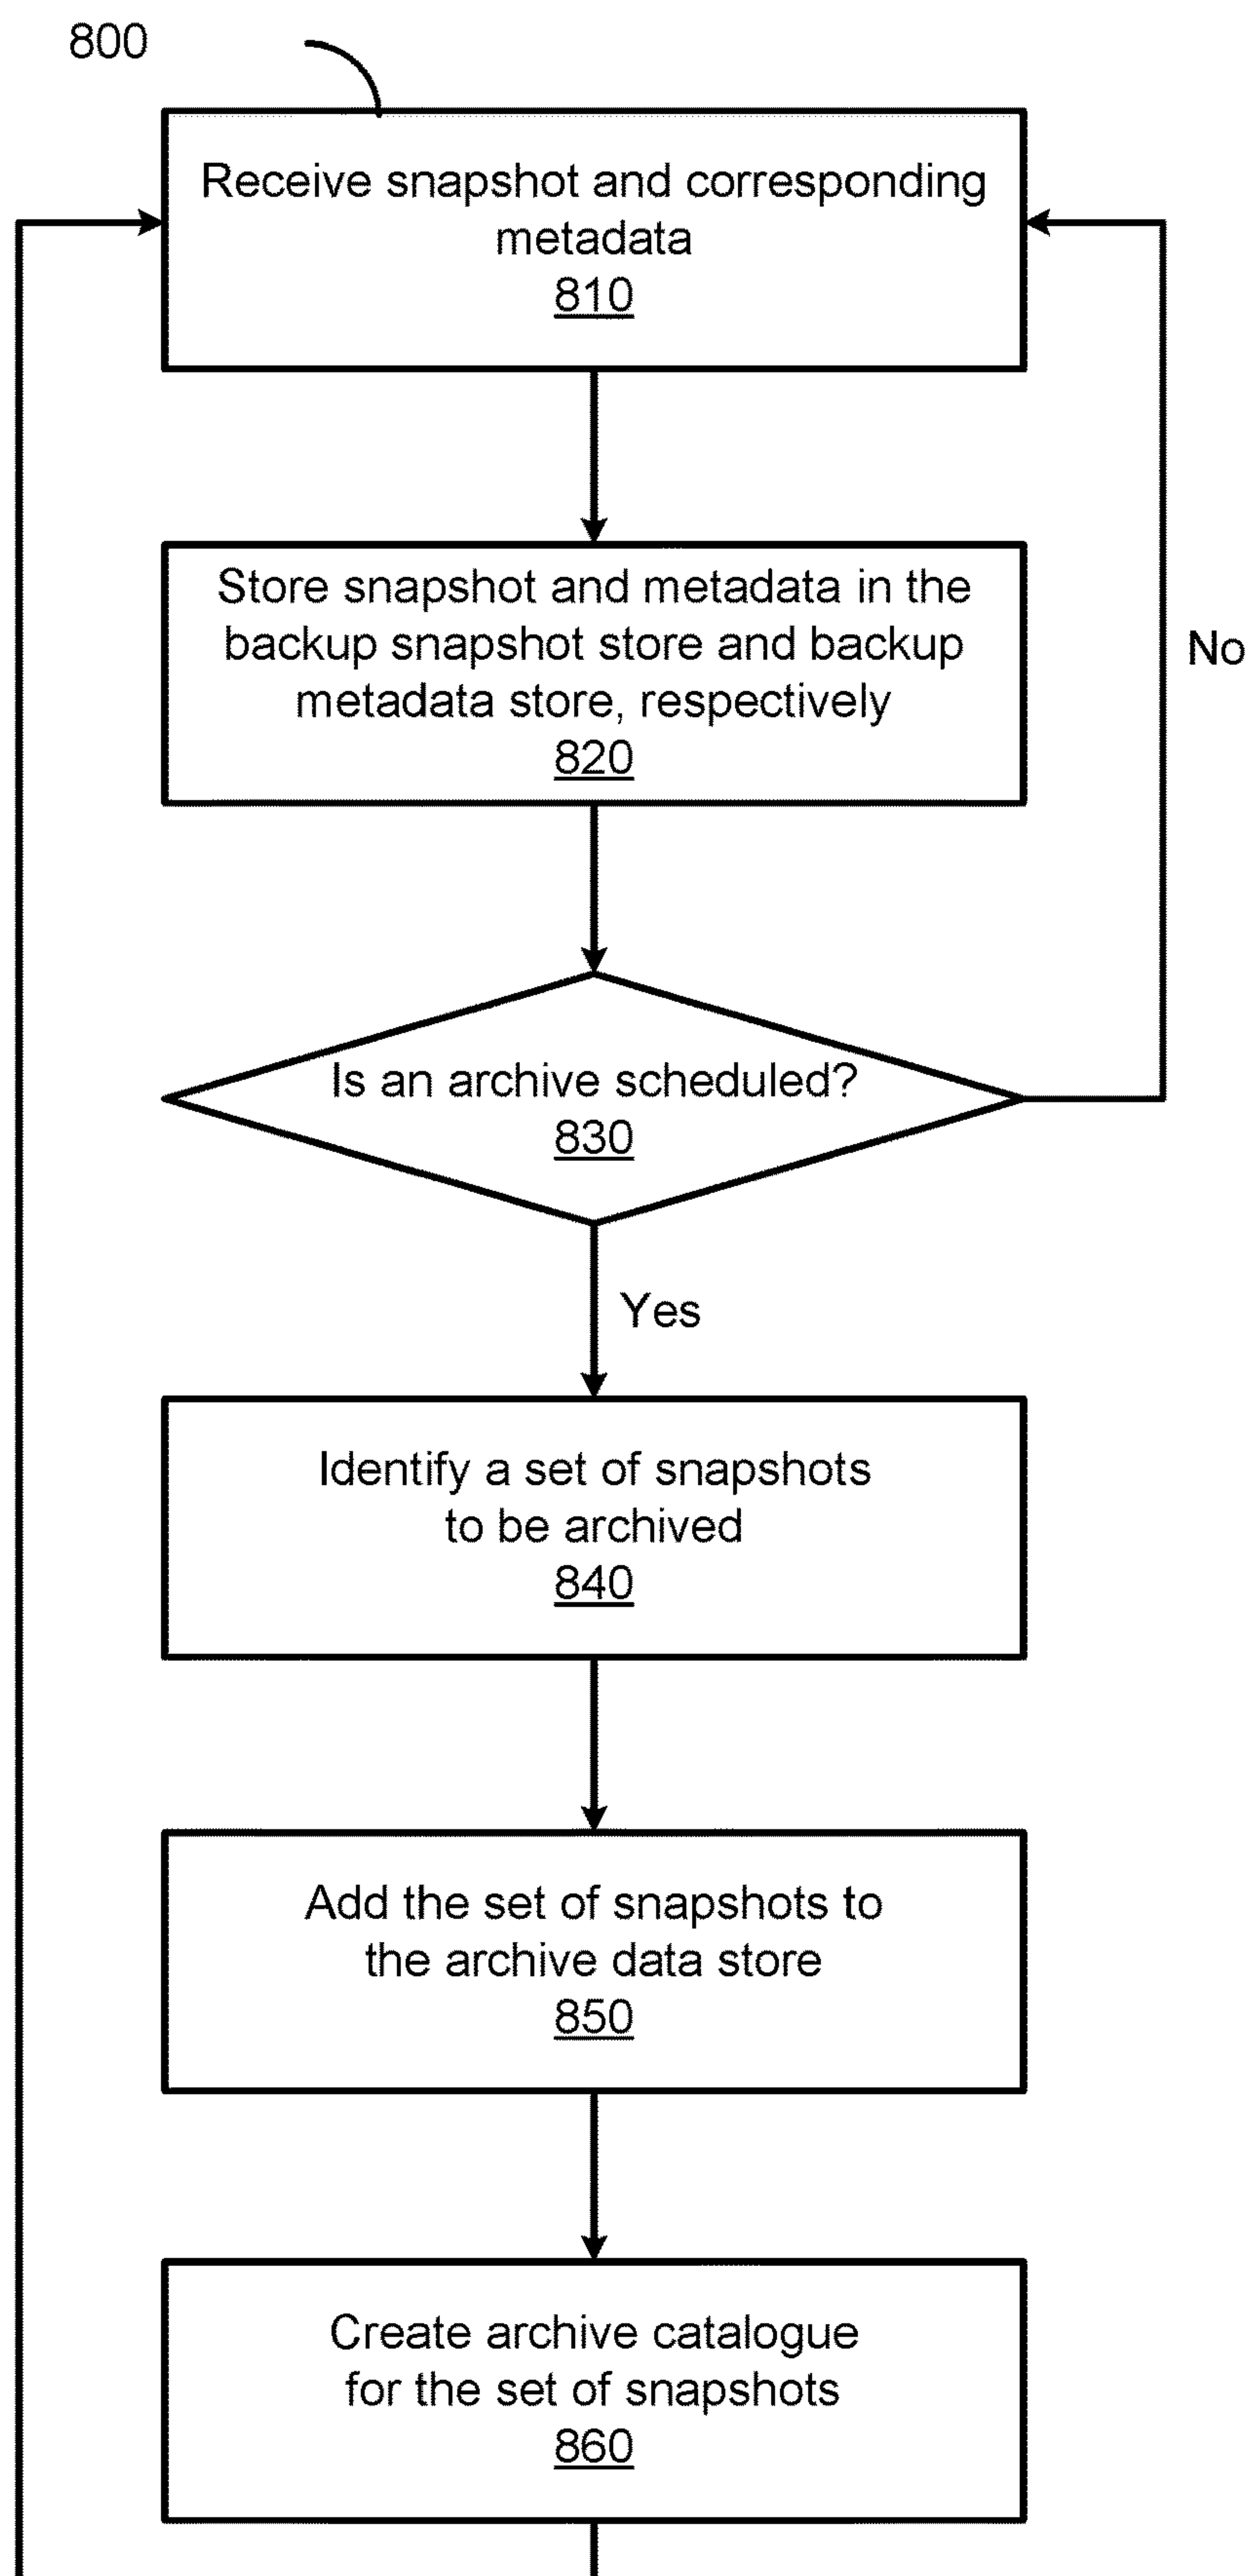 800
Receive snapshot and corresponding
metadata
810
Store snapshot and metadata in the
backup snapshot store and backup
metadata store, respectively
820
No
Is an archive scheduled?
830
Yes
Identify a set of snapshots
to be archived
840
Add the set of snapshots to
the archive data store
850
Create archive catalogue
for the set of snapshots
860